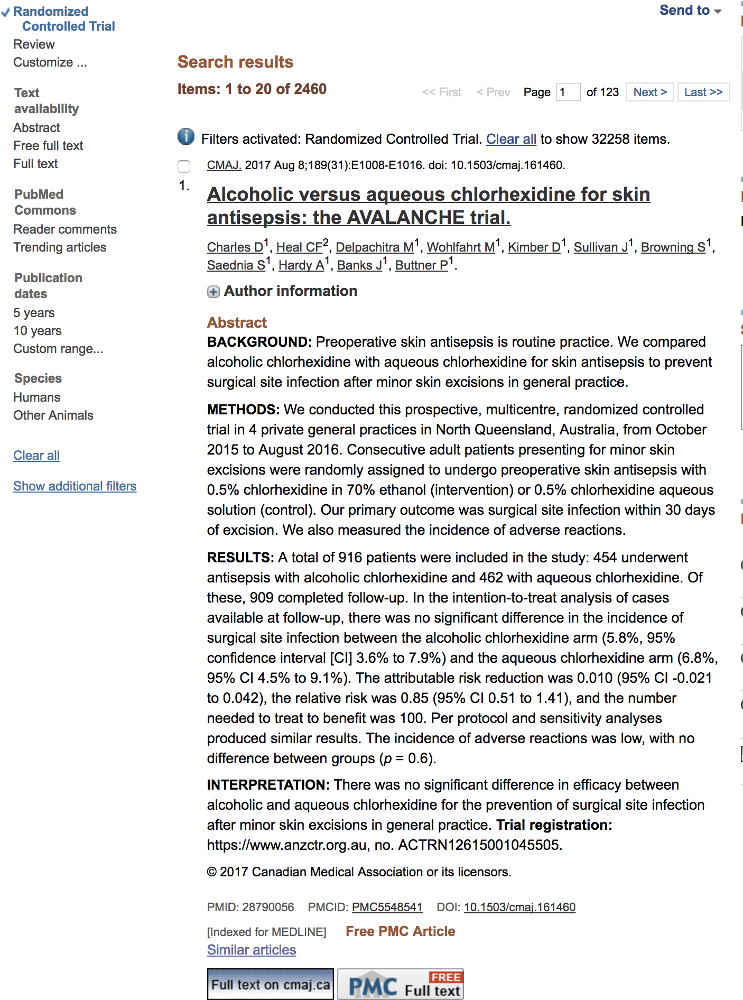 Randomized
Controlled Trial
Review
Customize ...
Text
availability
Abstract
Free full text
Full text
PubMed
Commons
Reader comments
Trending articles
Publication
dates
5 years
10 years
Custom range...
Species
Humans
Other Animals
Clear all
Show additional filters
Send to
Search results
Items: 1 to 20 of 2460
<< First < Prev Page 1 of 123 Next > Last >>
Filters activated: Randomized Controlled Trial. Clear all to show 32258 items.
CMAJ. 2017 Aug 8;189(31):E1008-E1016. doi: 10.1503/cmaj.161460.
1.
Alcoholic versus aqueous chlorhexidine for skin
antisepsis: the AVALANCHE trial.
Charles D1, Heal CF2, Delpachitra M1, Wohlfahrt M1, Kimber D1, Sullivan J1, Browning S1,
Saednia S1, Hardy A1, Banks J1, Buttner P1.
Author information
Abstract
BACKGROUND: Preoperative skin antisepsis is routine practice. We compared
alcoholic chlorhexidine with aqueous chlorhexidine for skin antisepsis to prevent
surgical site infection after minor skin excisions in general practice.
METHODS: We conducted this prospective, multicentre, randomized controlled
trial in 4 private general practices in North Queensland, Australia, from October
2015 to August 2016. Consecutive adult patients presenting for minor skin
excisions were randomly assigned to undergo preoperative skin antisepsis with
0.5% chlorhexidine in 70% ethanol (intervention) or 0.5% chlorhexidine aqueous
solution (control). Our primary outcome was surgical site infection within 30 days
of excision. We also measured the incidence of adverse reactions.
RESULTS: A total of 916 patients were included in the study: 454 underwent
antisepsis with alcoholic chlorhexidine and 462 with aqueous chlorhexidine. Of
these, 909 completed follow-up. In the intention-to-treat analysis of cases
available at follow-up, there was no significant difference in the incidence of
surgical site infection between the alcoholic chlorhexidine arm (5.8%, 95%
confidence interval [CI] 3.6% to 7.9%) and the aqueous chlorhexidine arm (6.8%,
95% CI 4.5% to 9.1%). The attributable risk reduction was 0.010 (95% CI -0.021
to 0.042), the relative risk was 0.85 (95% CI 0.51 to 1.41), and the number
needed to treat to benefit was 100. Per protocol and sensitivity analyses
produced similar results. The incidence of adverse reactions was low, with no
difference between groups (p = 0.6).
INTERPRETATION: There was no significant difference in efficacy between
alcoholic and aqueous chlorhexidine for the prevention of surgical site infection
after minor skin excisions in general practice. Trial registration:
https://www.anzctr.org.au, no. ACTRN12615001045505.
© 2017 Canadian Medical Association or its licensors.
PMID: 28790056 PMCID: PMC5548541 DOI: 10.1503/cmaj.161460
[Indexed for MEDLINE] Free PMC Article
Similar articles
Full text on cmaj.ca
PMC FREE Full text